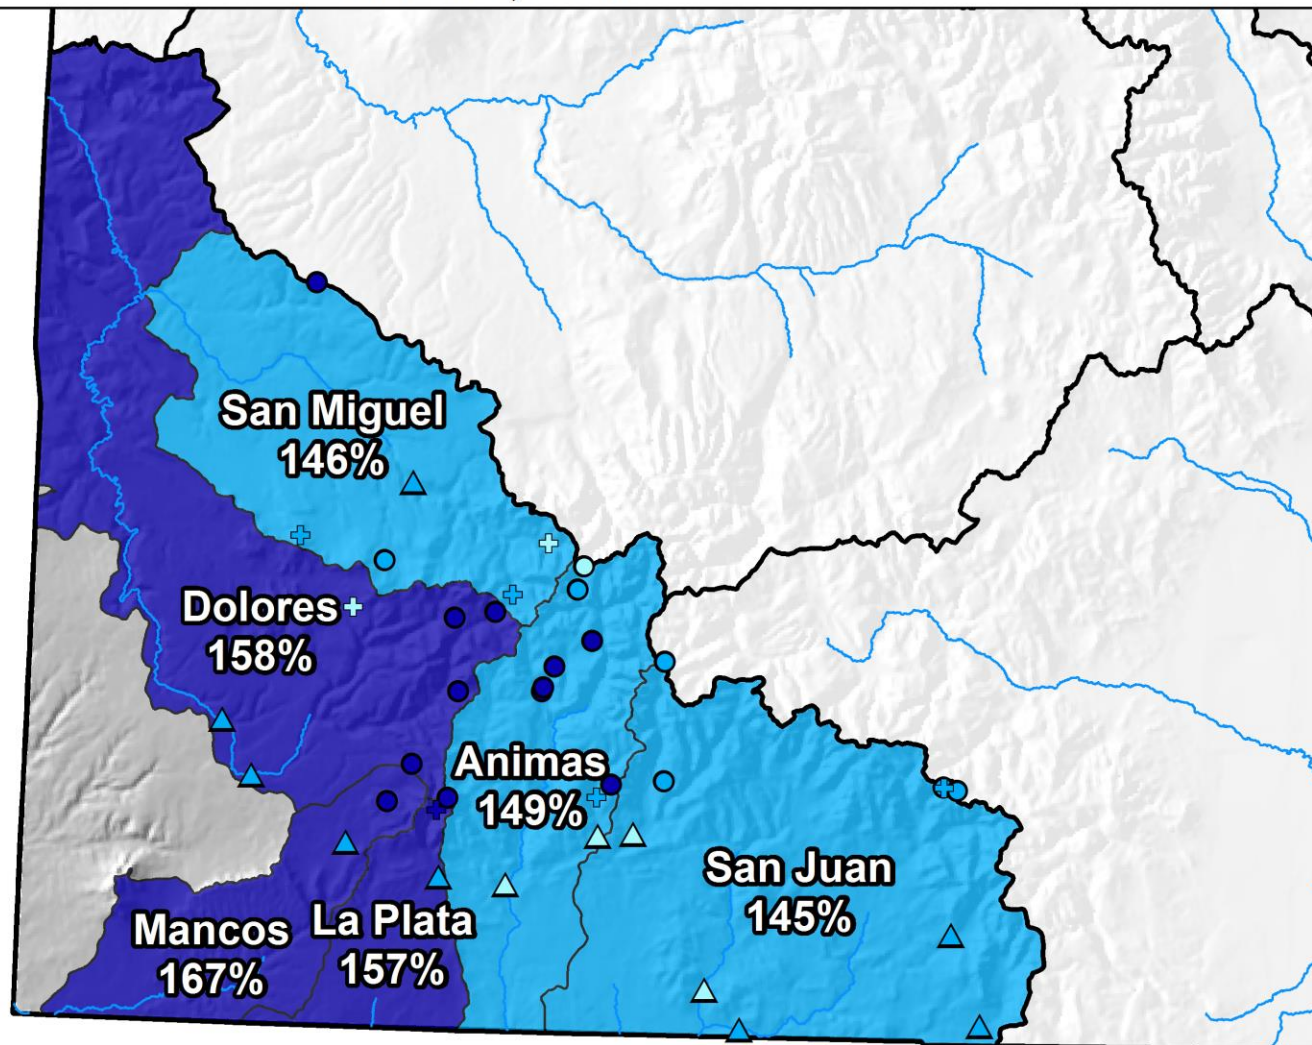 San Miguel
146%
Dolores
158%
Animas
149%
San Juan
145%
Mancos
167%
La Plata
157%